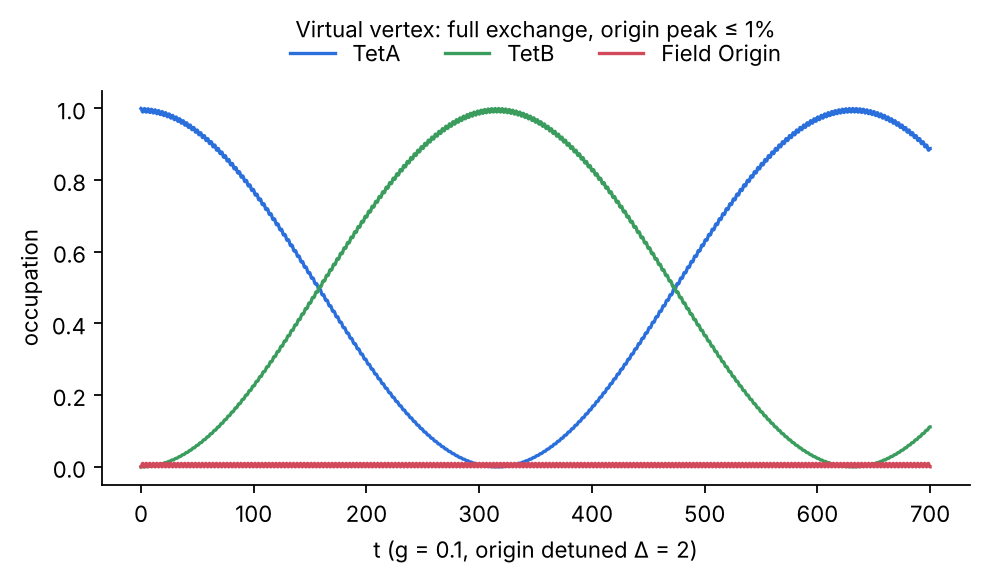 Virtual vertex: full exchange, origin peak ≤ 1%
TetA TetB Field Origin
occupation
1.0
0.8
0.6
0.4
0.2
0.0
0 100 200 300 400 500 600 700
t (g = 0.1, origin detuned Δ = 2)